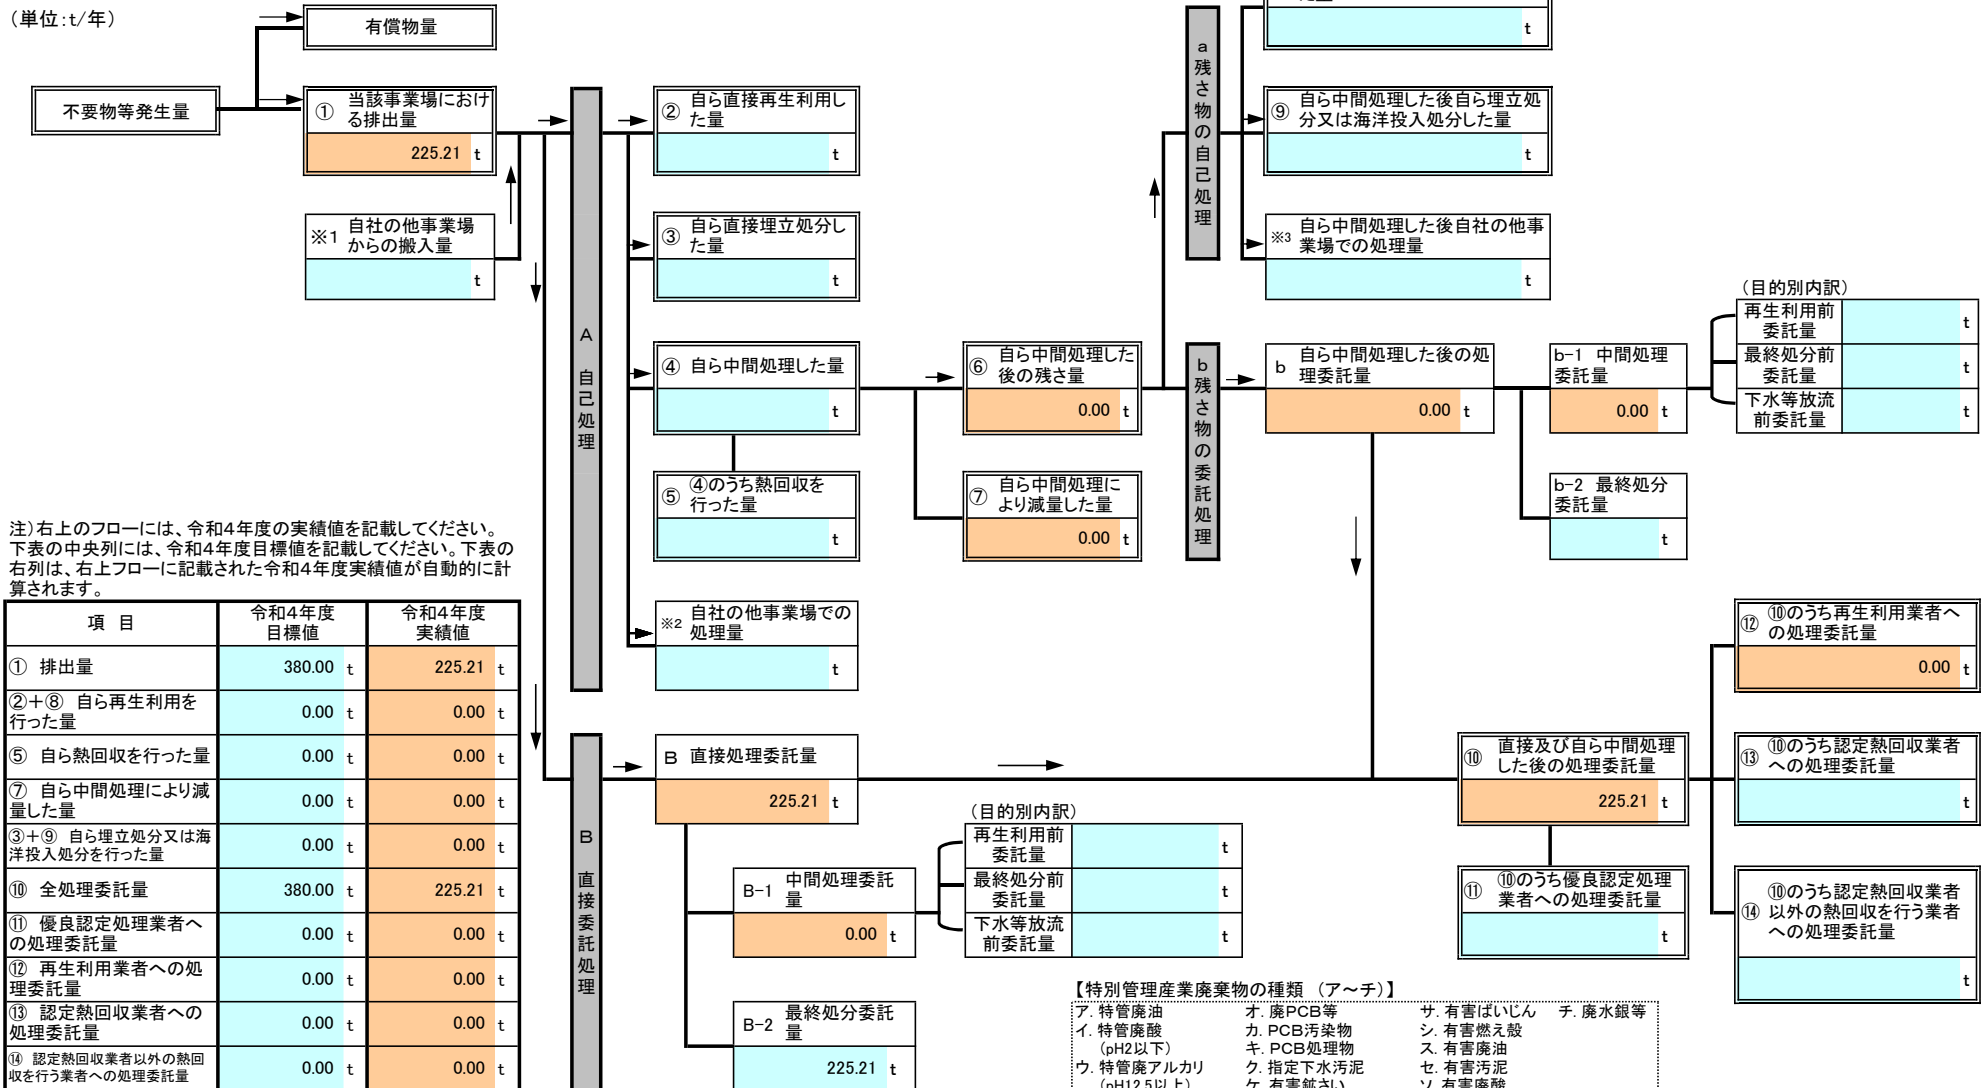 （単位:t/年）
有償物量
t
不要物等発生量
① 当該事業場におけ
る排出量
225.21 t
② 自ら直接再生利用し
た量
t
⑨ 自ら中間処理した後自ら埋立処
分又は海洋投入処分した量
t
※1 自社の他事業場
からの搬入量
t
③ 自ら直接埋立処分し
た量
t
※3 自ら中間処理した後自社の他事
業場での処理量
t
a残さ物の自己処理
A 自己処理
④ 自ら中間処理した量
t
⑥ 自ら中間処理した
後の残さ量
0.00 t
b残さ物の委託処理
b 自ら中間処理した後の処
理委託量
0.00 t
b-1 中間処理
委託量
0.00 t
（目的別内訳）
再生利用前
委託量
t
最終処分前
委託量
t
下水等放流
前委託量
t
⑤ ④のうち熱回収を
行った量
t
⑦ 自ら中間処理に
より減量した量
0.00 t
b-2 最終処分
委託量
t
注）右上のフローには、令和4年度の実績値を記載してください。
下表の中央列には、令和4年度目標値を記載してください。下表の
右列は、右上フローに記載された令和4年度実績値が自動的に計
算されます。
※2 自社の他事業場での
処理量
t
項 目 令和4年度 目標値 令和4年度 実績値
① 排出量 380.00 t 225.21 t
②＋⑧ 自ら再生利用を
行った量 0.00 t 0.00 t
⑤ 自ら熱回収を行った量 0.00 t 0.00 t
⑦ 自ら中間処理により減
量した量 0.00 t 0.00 t
③＋⑨ 自ら埋立処分又は海
洋投入処分を行った量 0.00 t 0.00 t
⑩ 全処理委託量 380.00 t 225.21 t
⑪ 優良認定処理業者へ
の処理委託量 0.00 t 0.00 t
⑫ 再生利用業者への処
理委託量 0.00 t 0.00 t
⑬ 認定熱回収業者への
処理委託量 0.00 t 0.00 t
⑭ 認定熱回収業者以外の熱回
収を行う業者への処理委託量 0.00 t 0.00 t
B 直接委託処理
B 直接処理委託量
225.21 t
（目的別内訳）
再生利用前
委託量
t
最終処分前
委託量
t
下水等放流
前委託量
t
B-1 中間処理委託
量
0.00 t
B-2 最終処分委託
量
225.21 t
⑩ 直接及び自ら中間処理
した後の処理委託量
225.21 t
⑪ ⑩のうち優良認定処理
業者への処理委託量
t
⑫ ⑩のうち再生利用業者へ
の処理委託量
0.00 t
⑬ ⑩のうち認定熱回収業者
への処理委託量
t
⑭ ⑩のうち認定熱回収業者
以外の熱回収を行う業者
への処理委託量
t
【特別管理産業廃棄物の種類 （ア～チ）】
ア. 特管廃油 オ. 廃PCB等 サ. 有害ばいじん チ. 廃水銀等
イ. 特管廃酸 カ. PCB汚染物 シ. 有害燃え殻
（pH2以下） キ. PCB処理物 ス. 有害廃油
ウ. 特管廃アルカリ ク. 指定下水汚泥 セ. 有害汚泥
（pH12.5以上） ケ. 有害鉱さい ソ. 有害廃酸